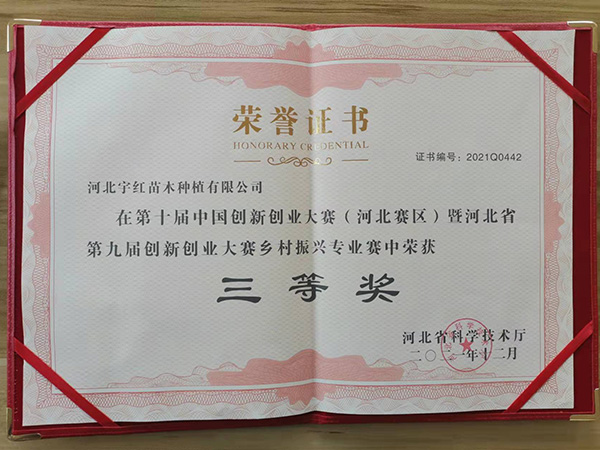 荣誉证书
HONORARY CREDENTIAL
证书编号：2021Q0442
河北宇红苗木种植有限公司
在第十届中国创新创业大赛（河北赛区）暨河北省
第九届创新创业大赛乡村振兴专业赛中荣获
三等奖
河北省科学技术厅
二〇二一年十二月